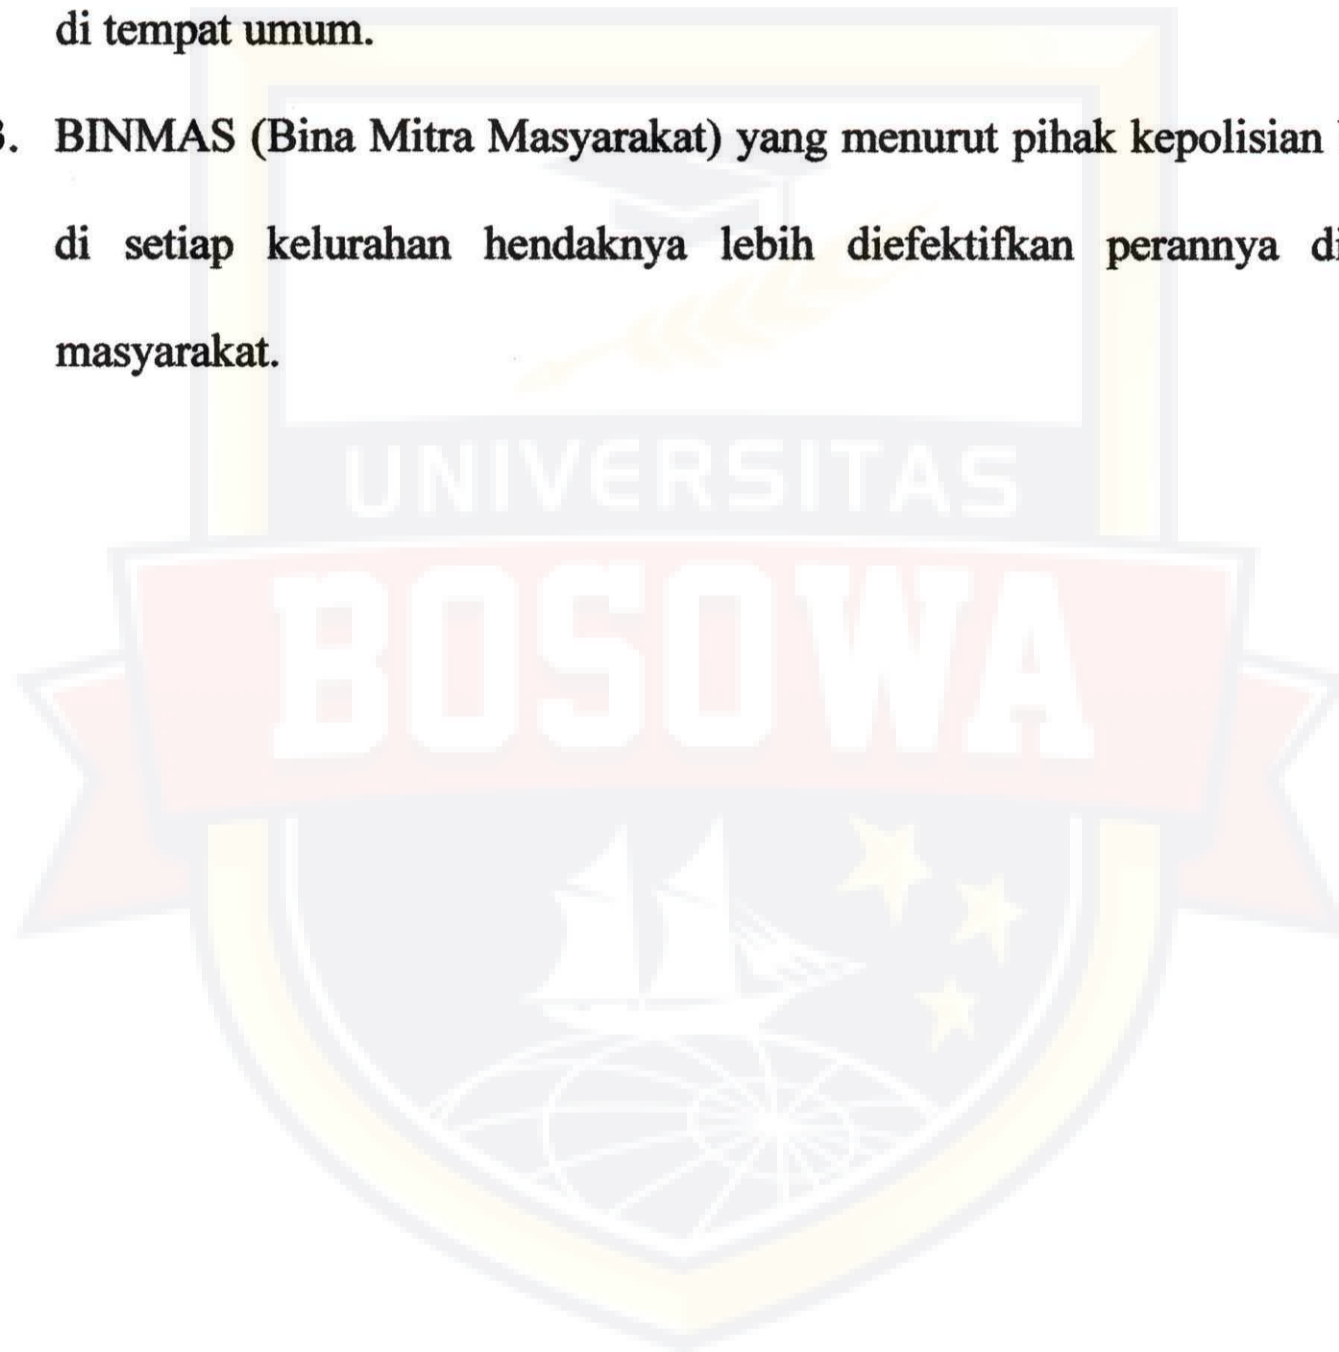 di tempat umum.
3. BINMAS (Bina Mitra Masyarakat) yang menurut pihak kepolisian
di setiap kelurahan hendaknya lebih diefektifkan perannya
masyarakat.
UNIVERSITAS
BOSOWA